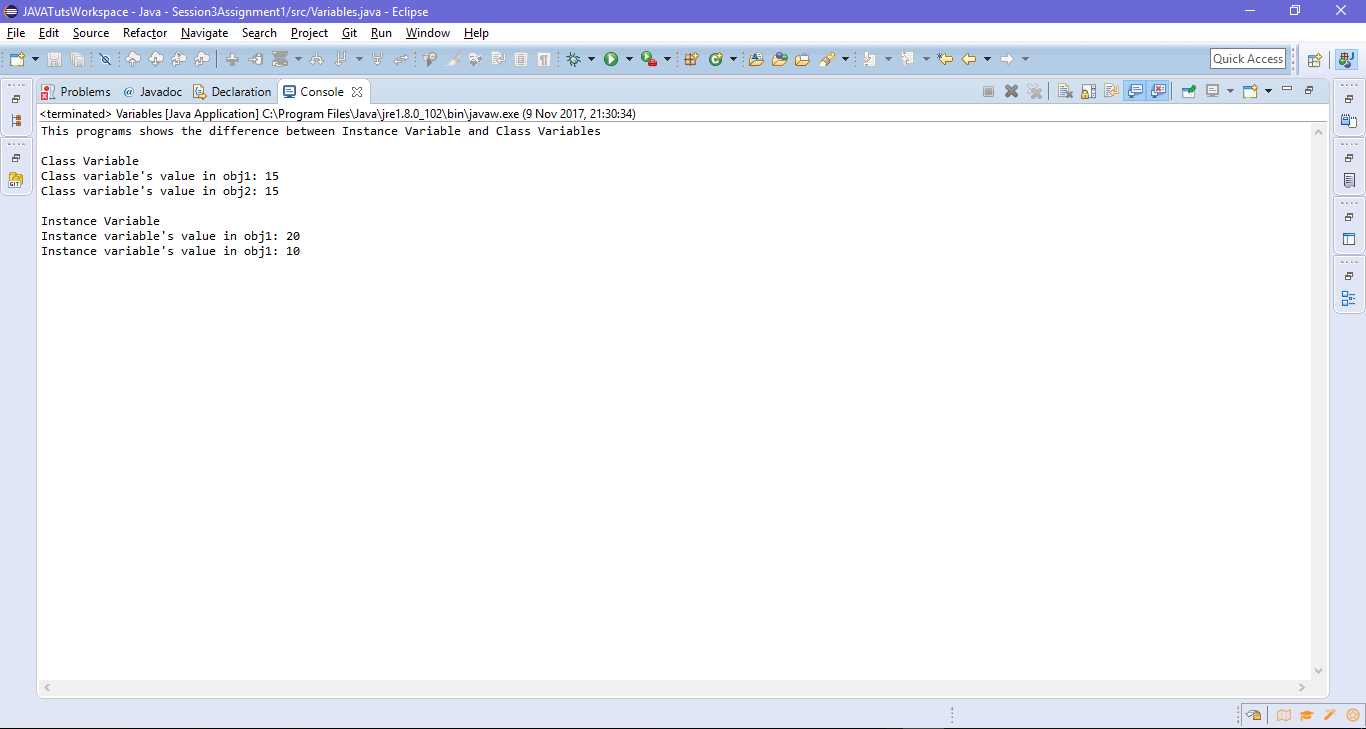 JAVATutsWorkspace - Java - Session3Assignment1/src/Variables.java - Eclipse
File Edit Source Refactor Navigate Search Project Git Run Window Help
Quick Access
Problems @ Javadoc Declaration Console
<terminated> Variables [Java Application] C:\Program Files\Java\jre1.8.0_102\bin\javaw.exe (9 Nov 2017, 21:30:34)
This programs shows the difference between Instance Variable and Class Variables
Class Variable
Class variable's value in obj1: 15
Class variable's value in obj2: 15
Instance Variable
Instance variable's value in obj1: 20
Instance variable's value in obj1: 10
GIT